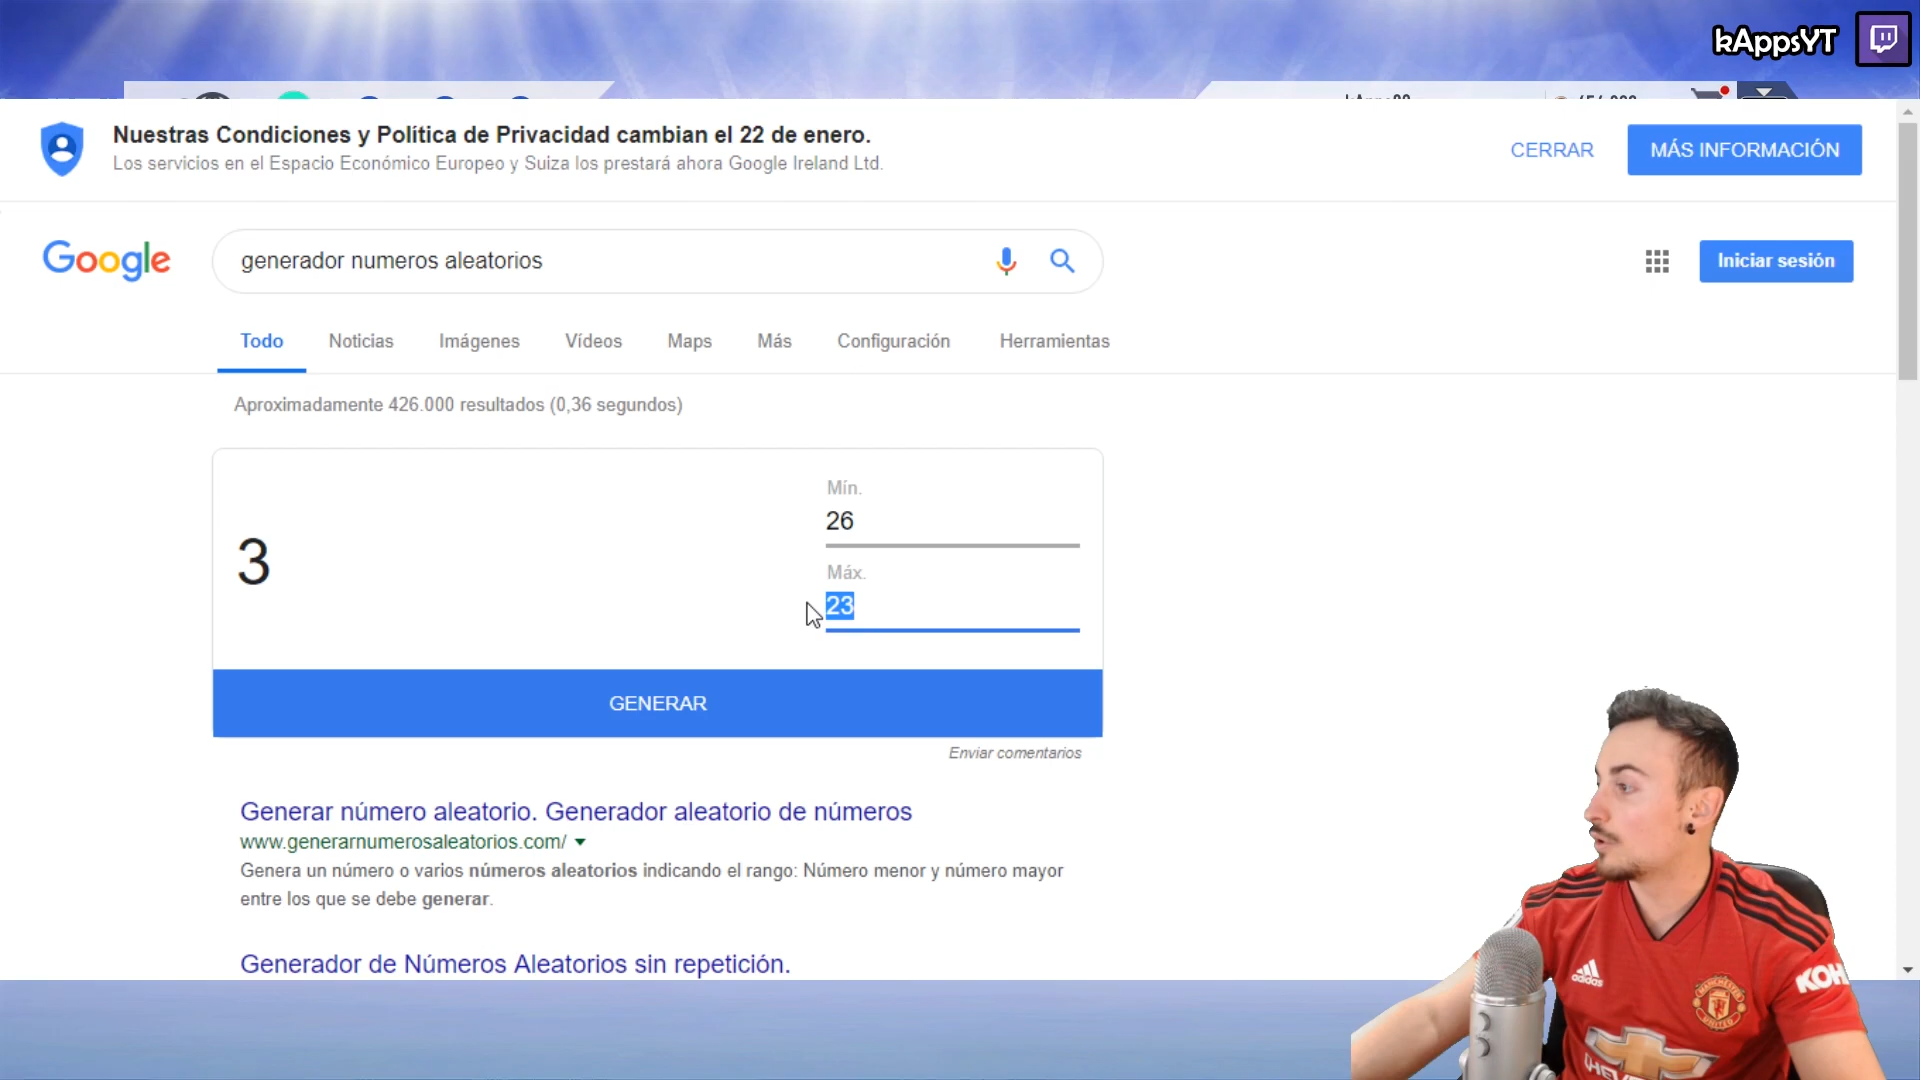 kAppsYT
Nuestras Condiciones y Política de Privacidad cambian el 22 de enero.
Los servicios en el Espacio Económico Europeo y Suiza los prestará ahora Google Ireland Ltd.
CERRAR
MÁS INFORMACIÓN
Google
generador numeros aleatorios
Iniciar sesión
Todo
Noticias
Imágenes
Vídeos
Maps
Más
Configuración
Herramientas
Aproximadamente 426.000 resultados (0,36 segundos)
3
Mín.
26
Máx.
23
GENERAR
Enviar comentarios
Generar número aleatorio. Generador aleatorio de números
www.generarnumerosaleatorios.com/
Genera un número o varios números aleatorios indicando el rango: Número menor y número mayor
entre los que se debe generar.
Generador de Números Aleatorios sin repetición.
adidas
KOH
MANCHESTER
UNITED